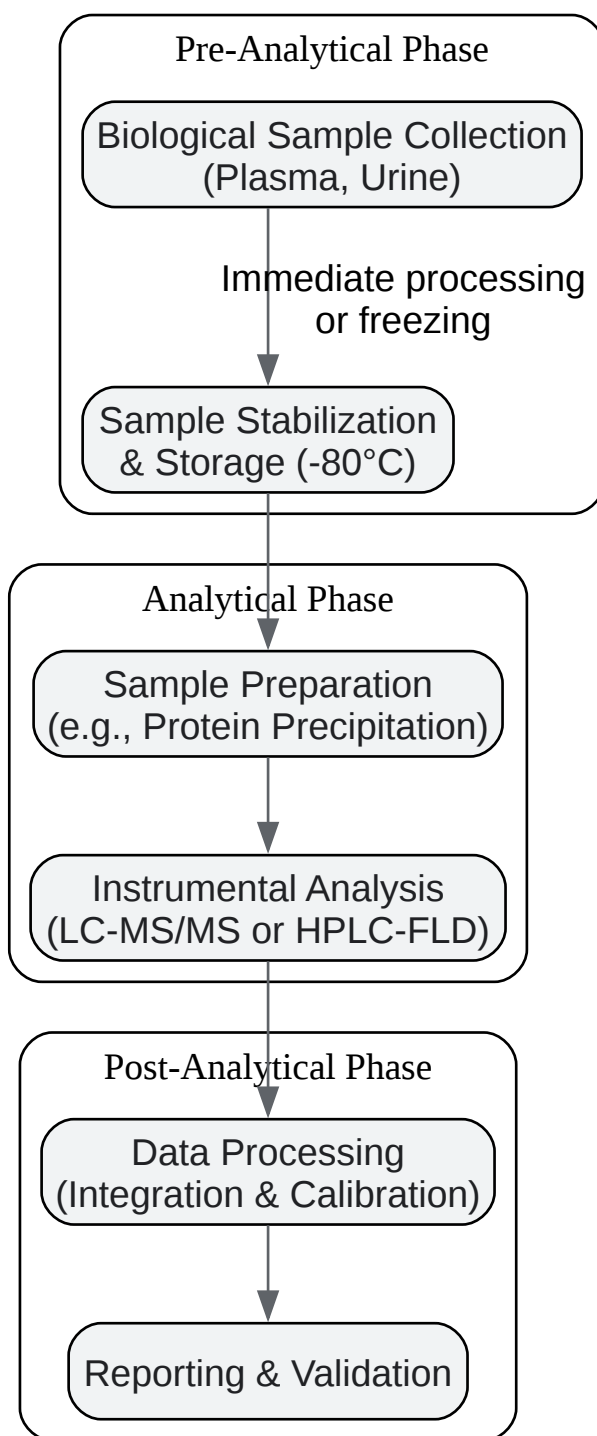 Pre-Analytical Phase
Biological Sample Collection
(Plasma, Urine)
Immediate processing
or freezing
Sample Stabilization
& Storage (-80°C)
Analytical Phase
Sample Preparation
(e.g., Protein Precipitation)
Instrumental Analysis
(LC-MS/MS or HPLC-FLD)
Post-Analytical Phase
Data Processing
(Integration & Calibration)
Reporting & Validation